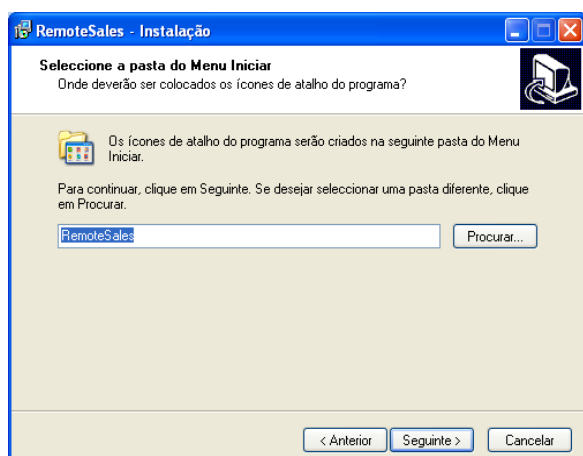 RemoteSales - Instalação
Seleccione a pasta do Menu Iniciar
Onde deverão ser colocados os ícones de atalho do programa?
Os ícones de atalho do programa serão criados na seguinte pasta do Menu
Iniciar.
Para continuar, clique em Seguinte. Se desejar seleccionar uma pasta diferente, clique
em Procurar.
RemoteSales
Procurar...
< Anterior
Seguinte >
Cancelar